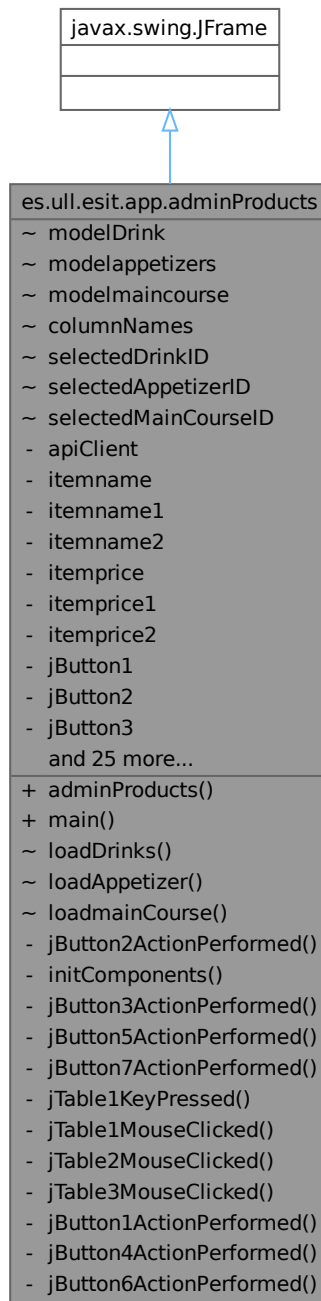 javax.swing.JFrame
es.ull.esit.app.adminProducts
~ modelDrink
~ modelappetizers
~ modelmaincourse
~ columnNames
~ selectedDrinkID
~ selectedAppetizerID
~ selectedMainCourseID
- apiClient
- itemname
- itemname1
- itemname2
- itemprice
- itemprice1
- itemprice2
- jButton1
- jButton2
- jButton3
and 25 more...
+ adminProducts()
+ main()
~ loadDrinks()
~ loadAppetizer()
~ loadmainCourse()
- jButton2ActionPerformed()
- initComponents()
- jButton3ActionPerformed()
- jButton5ActionPerformed()
- jButton7ActionPerformed()
- jTable1KeyPressed()
- jTable1MouseClicked()
- jTable2MouseClicked()
- jTable3MouseClicked()
- jButton1ActionPerformed()
- jButton4ActionPerformed()
- jButton6ActionPerformed()